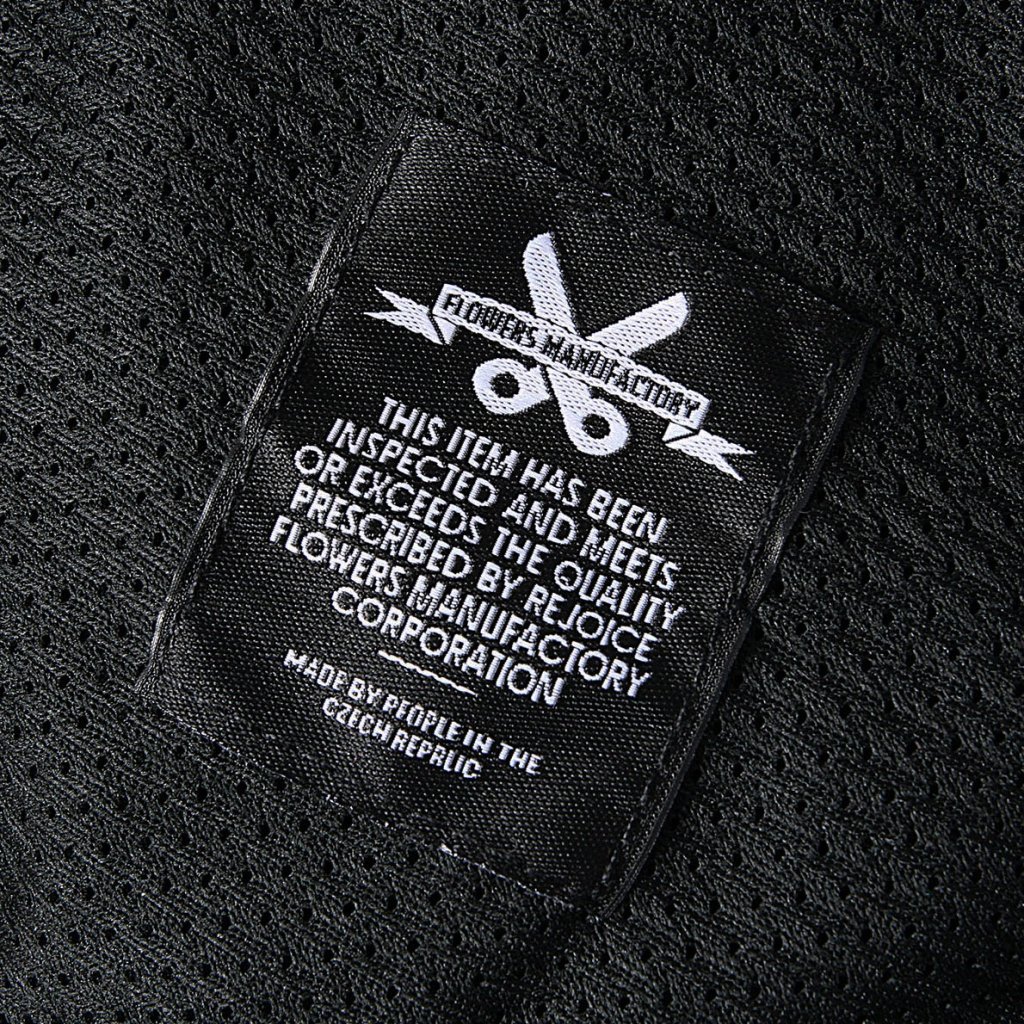 FLOWERS MANUFACTORY
THIS ITEM HAS BEEN
INSPECTED AND MEETS
OR EXCEEDS THE QUALITY
PRESCRIBED BY REJOICE
FLOWERS MANUFACTORY
CORPORATION
MADE BY PEOPLE IN THE
CZECH REPRLIC